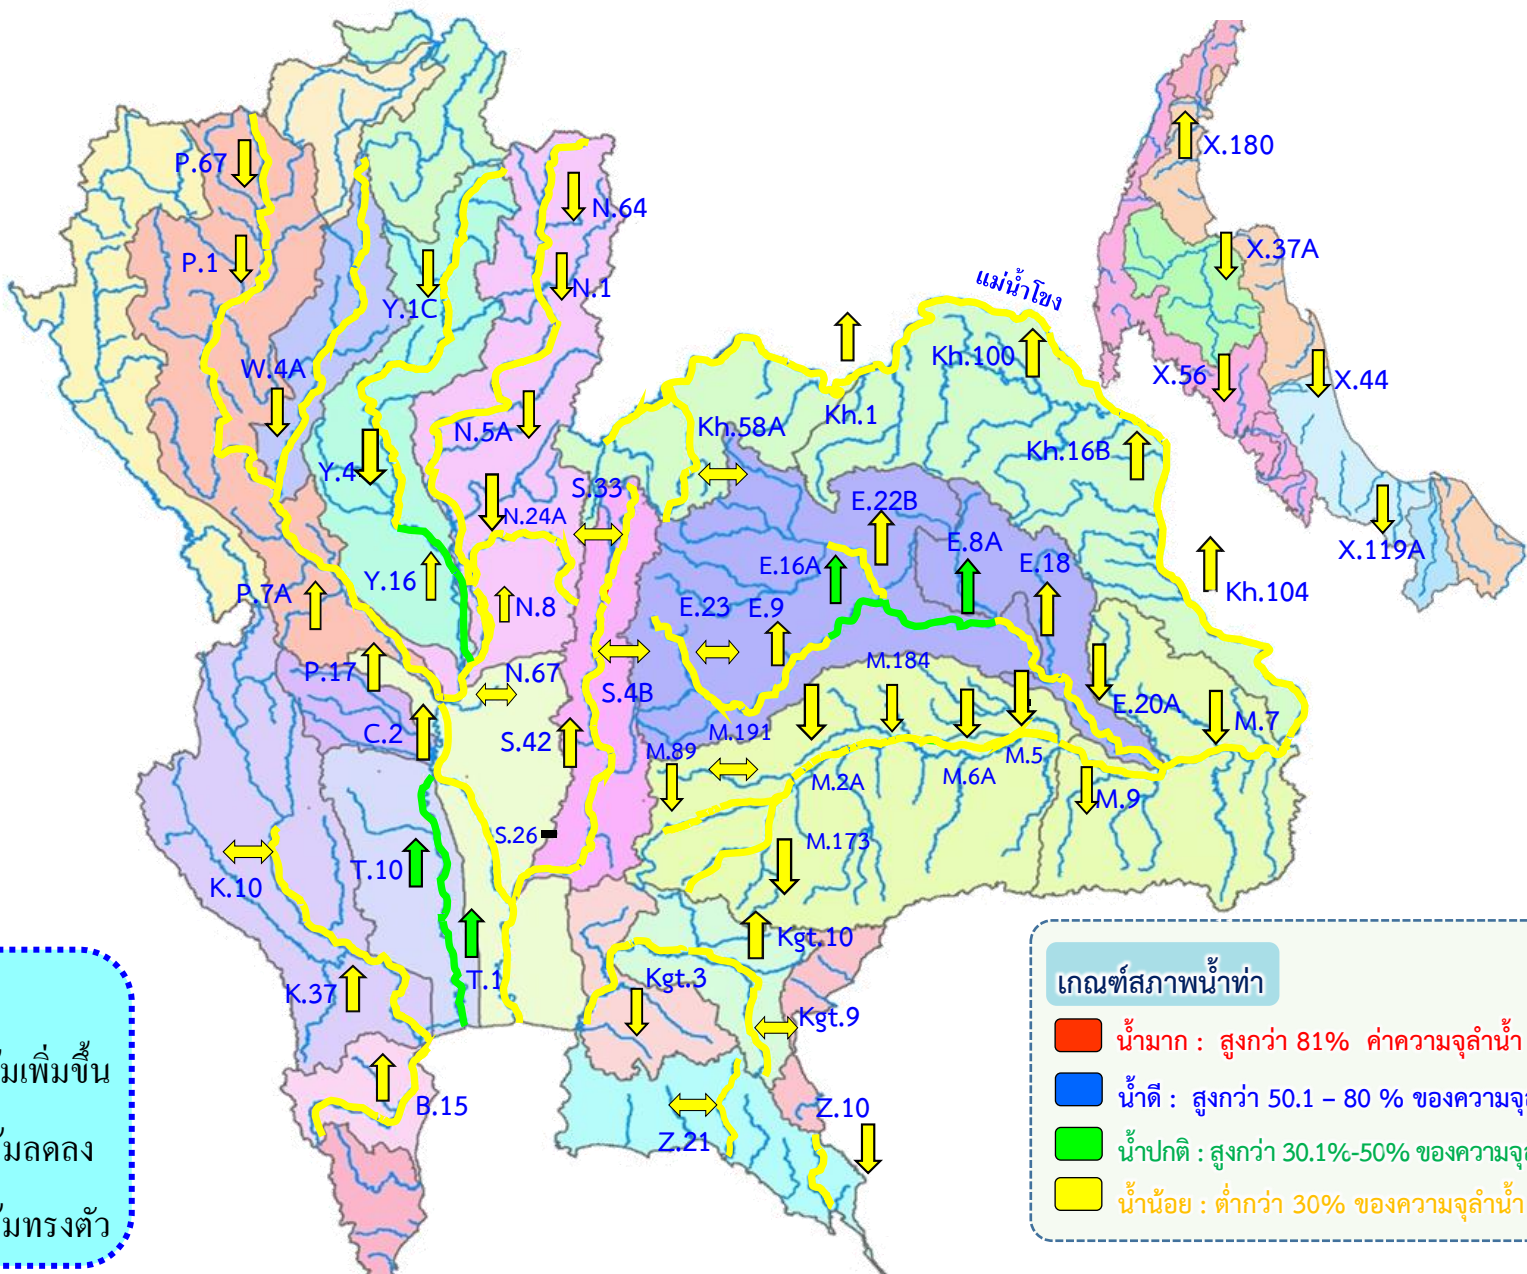 P.67
P.1
W.4A
Y.1C
N.64
N.1
Y.4
N.5A
N.24A
S.33
Y.16
N.8
P.7A
P.17
N.67
C.2
S.42
S.4B
S.26
T.10
T.1
K.10
K.37
B.15
แม่น้ำโขง
Kh.58A
Kh.1
Kh.100
Kh.16B
Kh.104
E.22B
E.16A
E.8A
E.18
E.23
E.9
E.20A
M.184
M.191
M.89
M.2A
M.6A
M.5
M.9
M.7
M.173
Kgt.10
Kgt.3
Kgt.9
Z.21
Z.10
X.180
X.37A
X.56
X.44
X.119A
เพิ่มขึ้น
ลดลง
ทรงตัว
เกณฑ์สภาพน้ำท่า
น้ำมาก : สูงกว่า 81% ค่าความจุลำน้ำ
น้ำดี : สูงกว่า 50.1 – 80 % ของความจุ
น้ำปกติ : สูงกว่า 30.1%-50% ของความจุ
น้ำน้อย : ต่ำกว่า 30% ของความจุลำน้ำ